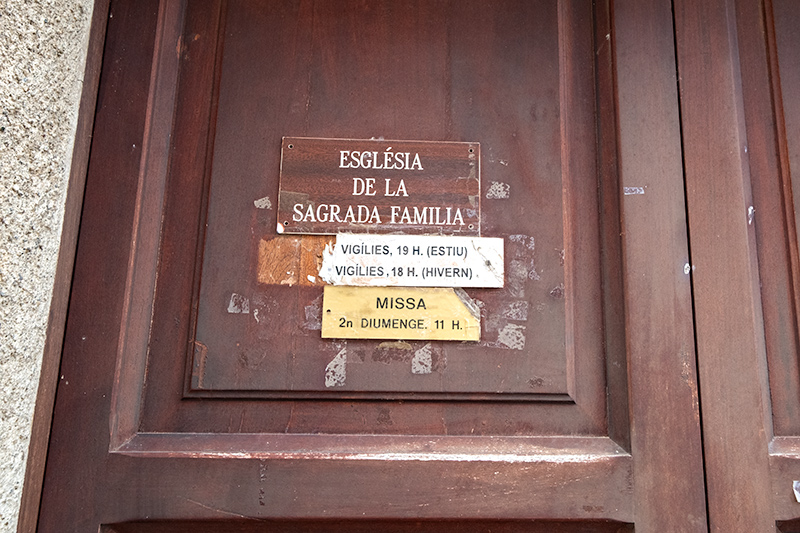 ESGLÉSIA
DE LA
SAGRADA FAMILIA
VIGÍLIES, 19 H. (ESTIU)
VIGÍLIES, 18 H. (HIVERN)
MISSA
2n DIUMENGE. 11 H.